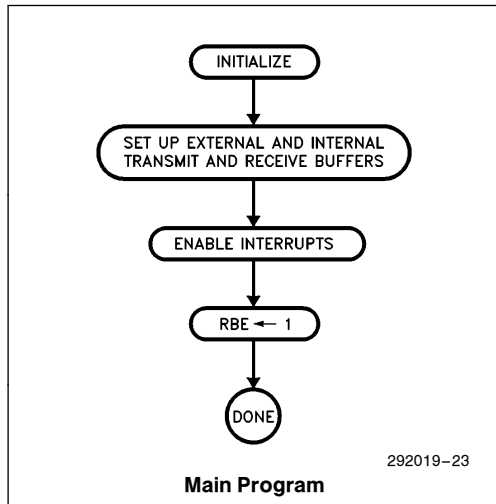 INITIALIZE
SET UP EXTERNAL AND INTERNAL
TRANSMIT AND RECEIVE BUFFERS
ENABLE INTERRUPTS
RBE ← 1
DONE
292019–23
Main Program